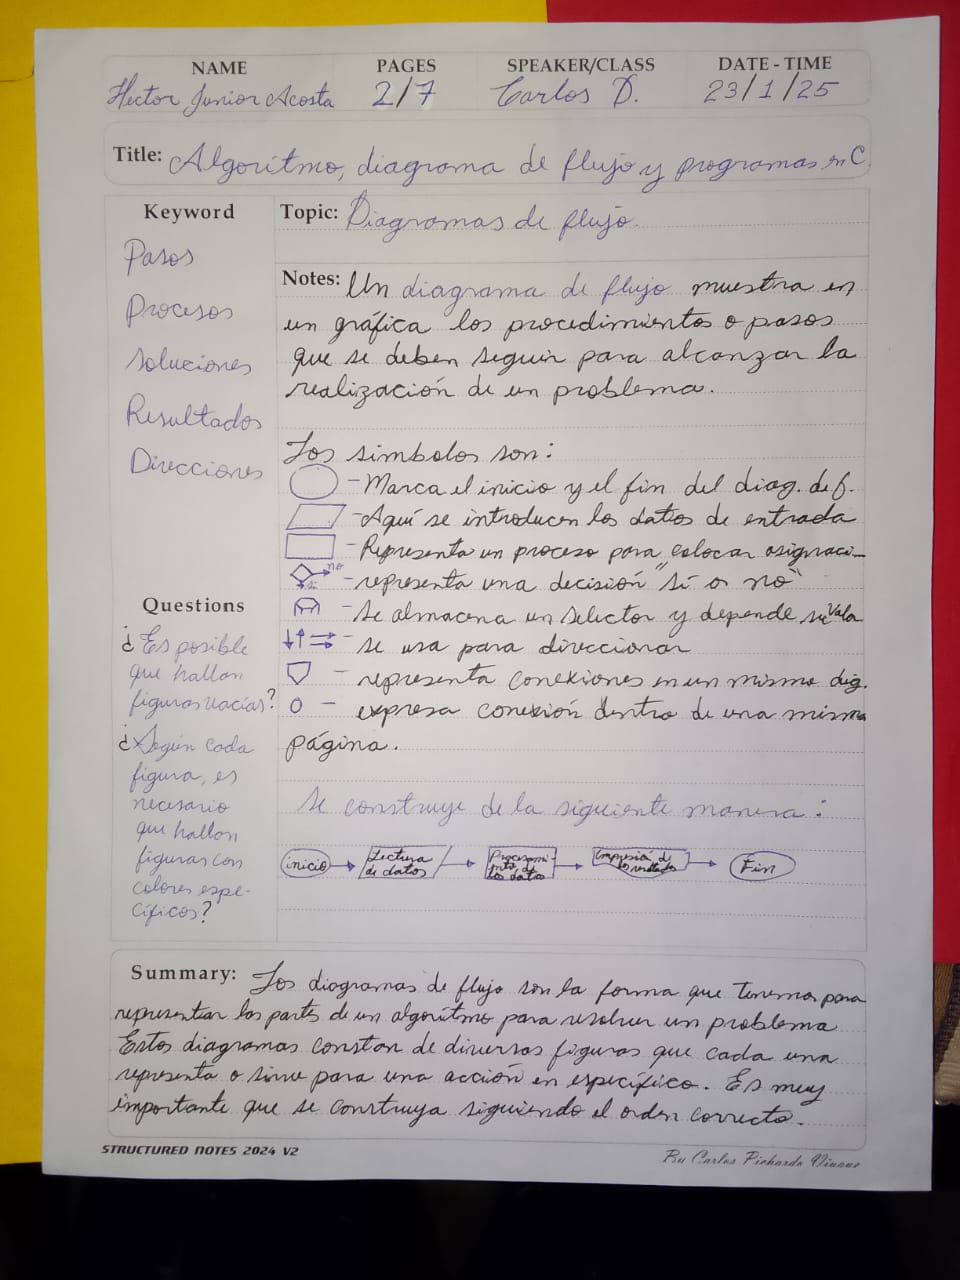 NAME PAGES SPEAKER/CLASS DATE - TIME
Hector Junior Acosta 2/7 Carlos D. 23/1/25
Title: Algoritmo, diagrama de flujo y programas en C
Keyword
Pasos
Procesos
soluciones
Resultados
Direcciones
Questions
¿Es posible
que hallan
figuras vacías?
¿Según cada
figura, es
necesario
que hallan
figuras con
colores espe-
cíficos?
Topic: Diagramas de flujo.
Notes: Un diagrama de flujo muestra en
un gráfica los procedimientos o pasos
que se deben seguir para alcanzar la
realización de un problema.
Los simbolos son:
- Marca el inicio y el fin del diag. de f.
- Aquí se introducen los datos de entrada
- Representa un proceso para colocar asignaci-
no
si
- representa una decisión "si o no"
- se almacena un selector y depende su Valor
- se usa para direccionar
- representa conexiones en un mismo dig.
- expresa conexión dentro de una misma
página.
se construye de la siguiente manera:
inicio
Lectura
de datos
Procesami-
ento de
los datos
Impresión de
los resultados
Fin
Summary: Los diagramas de flujo son la forma que tenemos para
representar las partes de un algoritmo para resolver un problema
Estos diagramas constan de diversas figuras que cada una
representa o sirve para una acción en específico. Es muy
importante que se construya siguiendo el orden correcto.
STRUCTURED NOTES 2024 V2
By Carlos Pichardo Viuque